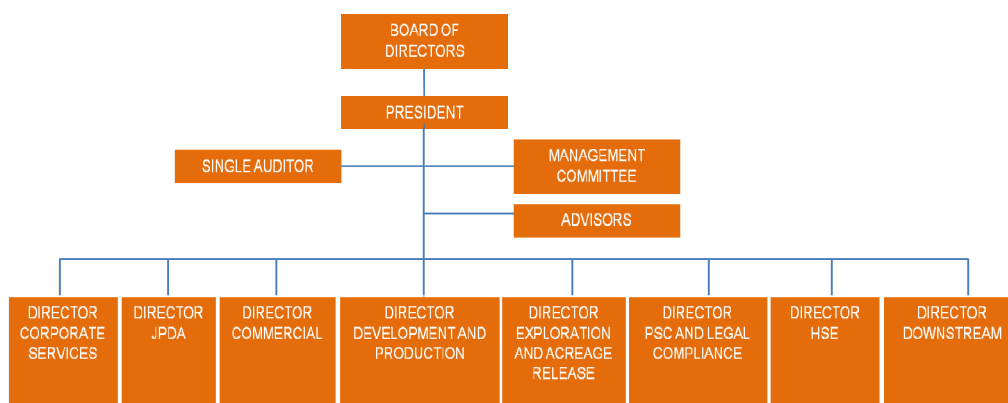 BOARD OF
DIRECTORS
PRESIDENT
SINGLE AUDITOR
MANAGEMENT
COMMITTEE
ADVISORS
DIRECTOR
CORPORATE
SERVICES
DIRECTOR
JPDA
DIRECTOR
COMMERCIAL
DIRECTOR
DEVELOPMENT AND
PRODUCTION
DIRECTOR
EXPLORATION
AND ACREAGE
RELEASE
DIRECTOR
PSC AND LEGAL
COMPLIANCE
DIRECTOR
HSE
DIRECTOR
DOWNSTREAM